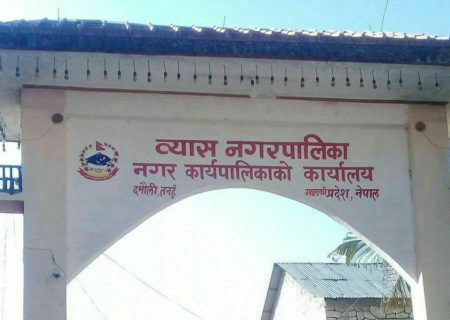 व्यास नगरपालिका
नगर कार्यपालिकाको कार्यालय
दमौली,तनहुँ गण्डकी प्रदेश, नेपाल